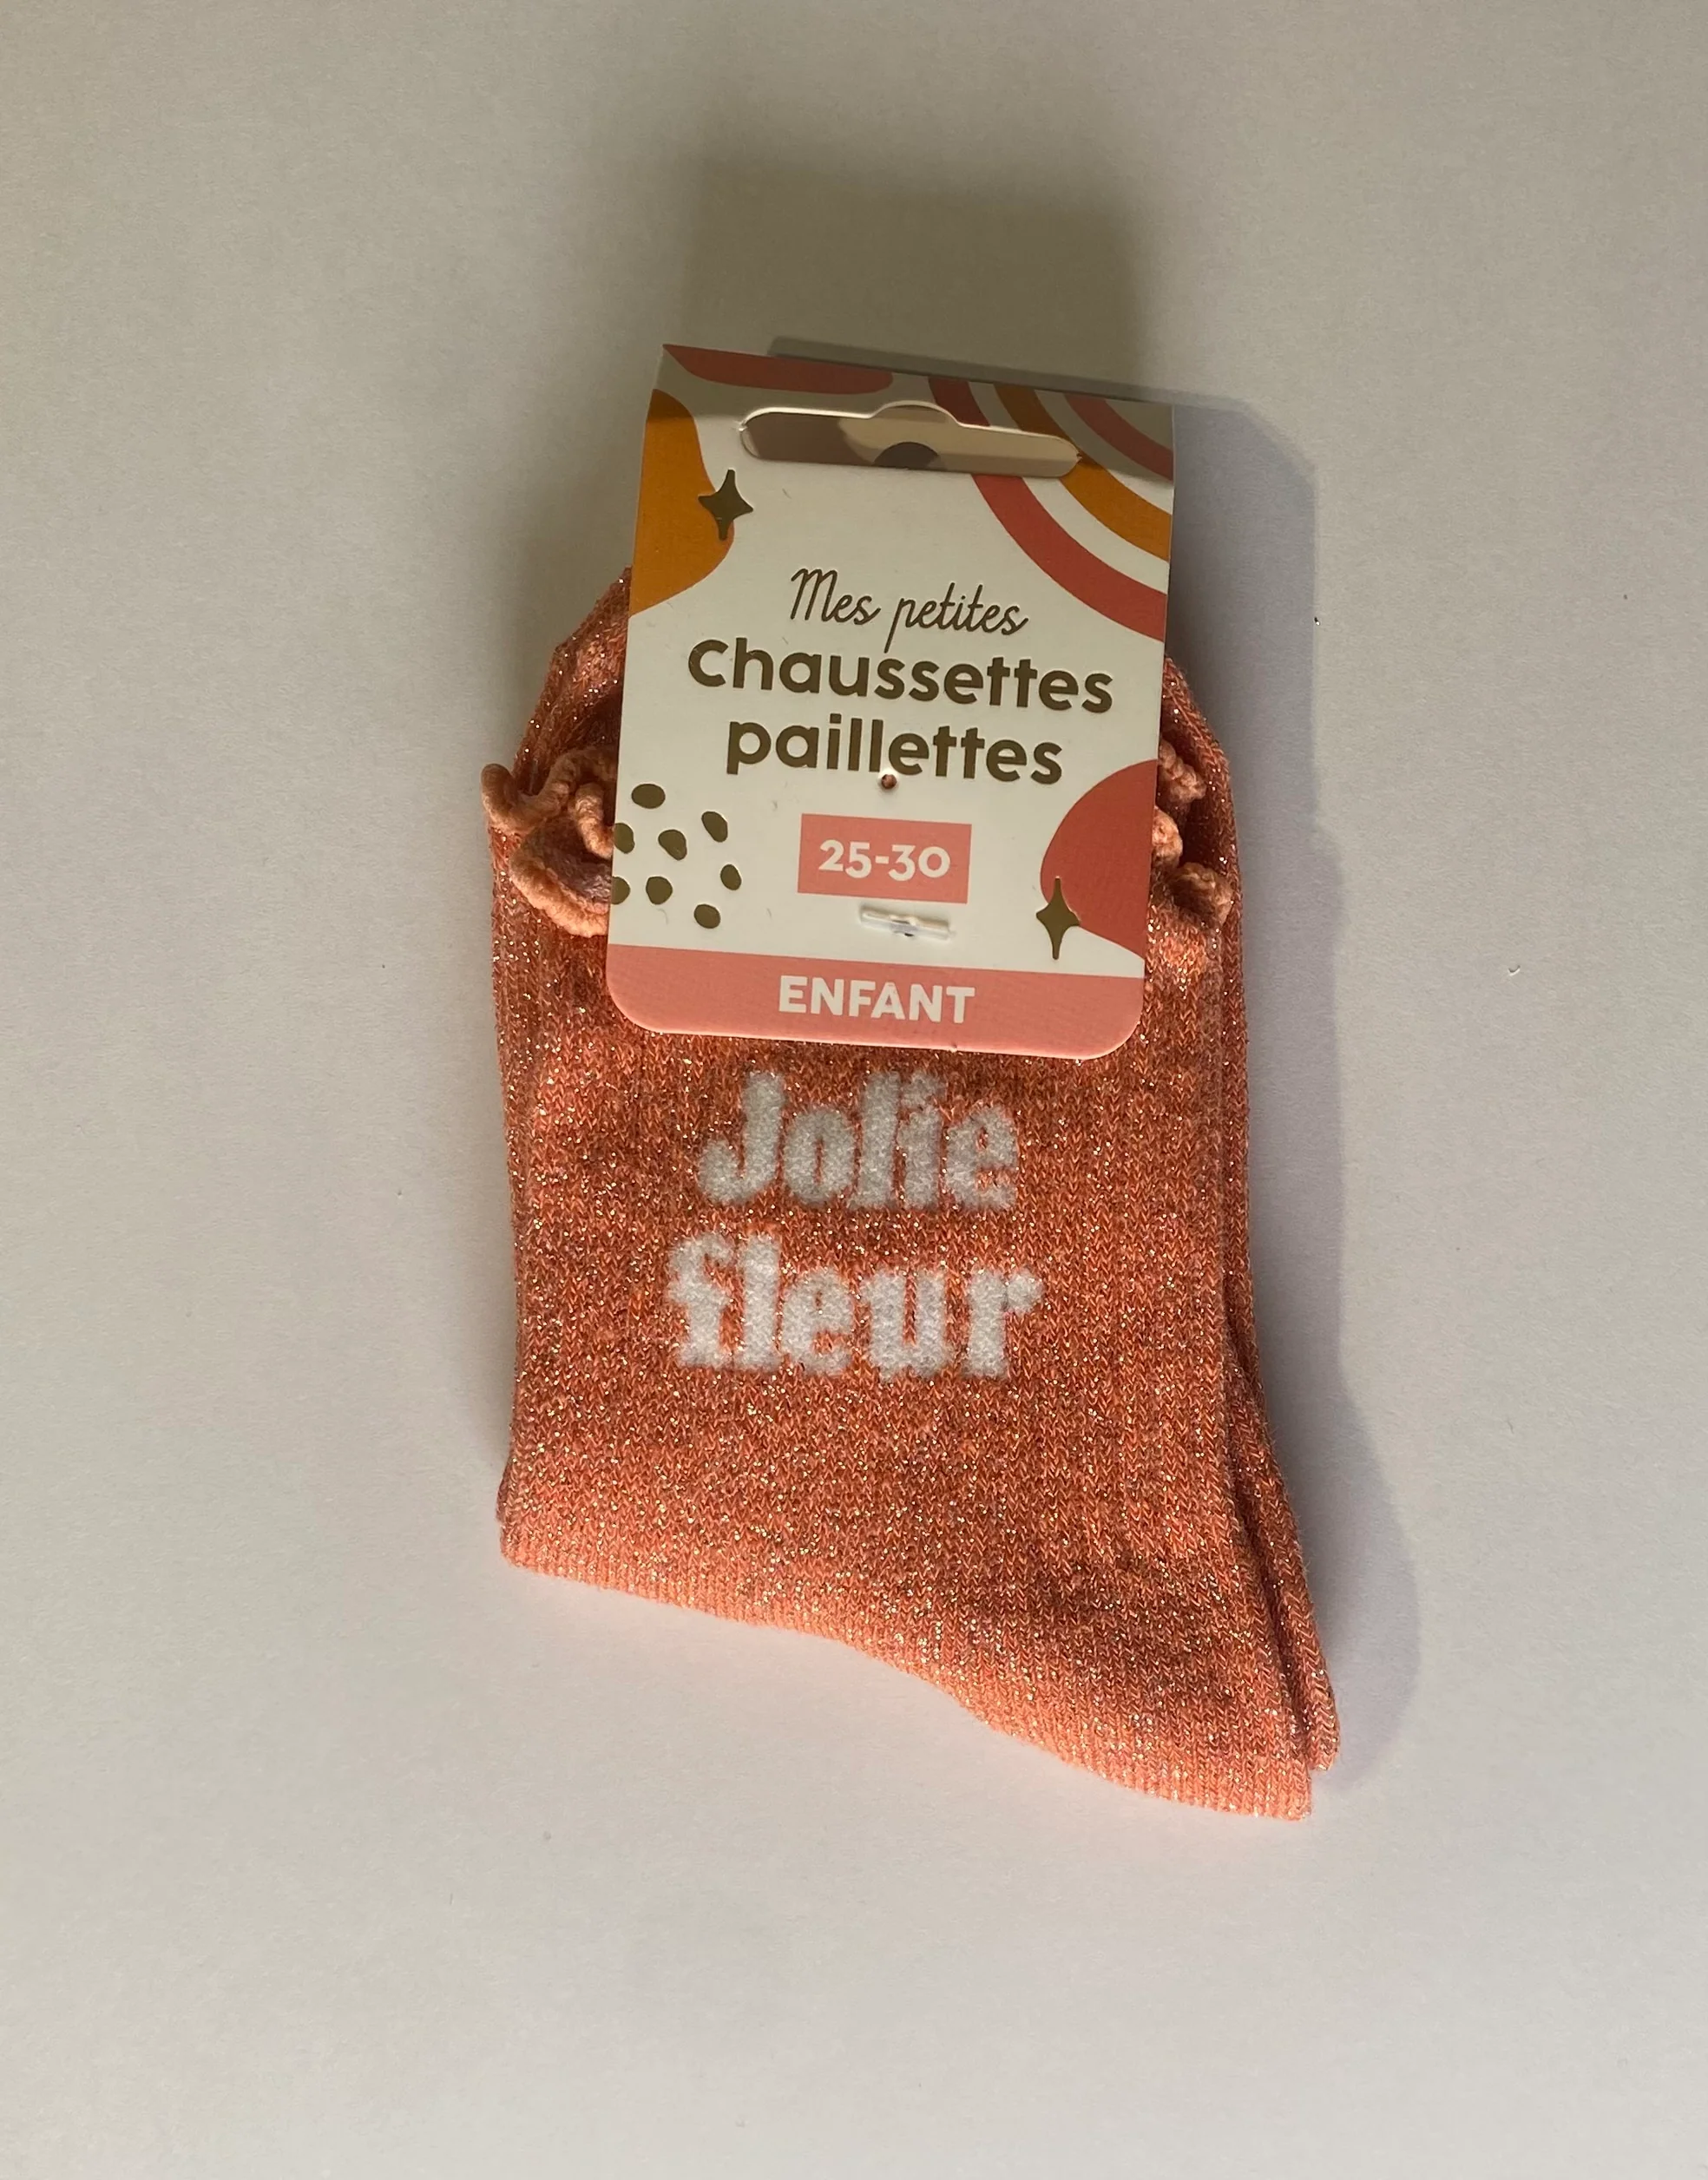 Mes petites
chaussettes
paillettes
25-30
ENFANT
Jolie
fleur